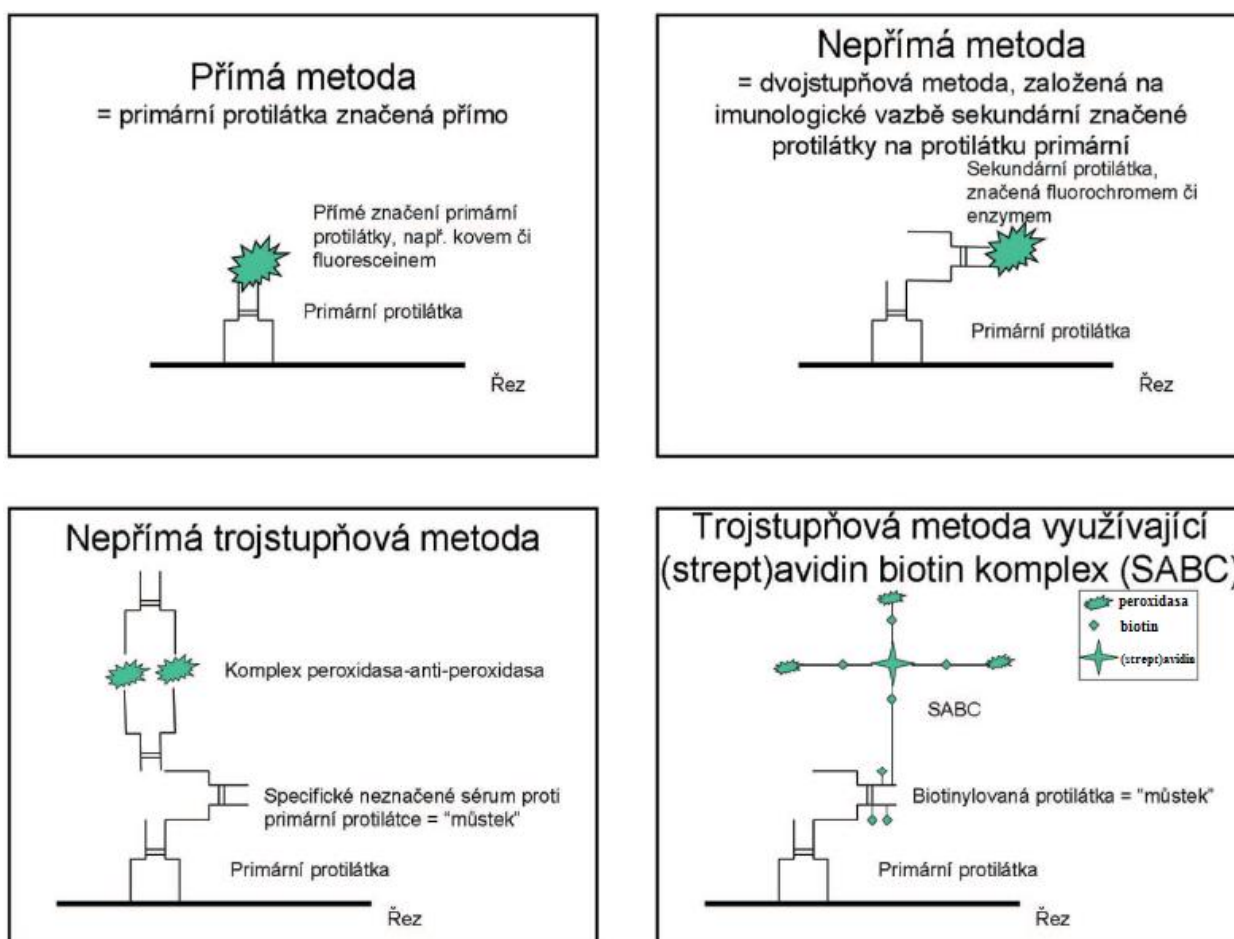 Přímá metoda
= primární protilátka značená přímo
Přímé značení primární
protilátky, např. kovem či
fluoresceinem
Primární protilátka
Řez
Nepřímá metoda
= dvojstupňová metoda, založená na
imunologické vazbě sekundární značené
protilátky na protilátku primární
Sekundární protilátka,
značená fluorochromem či
enzymem
Primární protilátka
Řez
Nepřímá trojstupňová metoda
Komplex peroxidasa-anti-peroxidasa
Specifické neznačené sérum proti
primární protilátce = "můstek"
Primární protilátka
Řez
Trojstupňová metoda využívající
(strept)avidin biotin komplex (SABC)
peroxidasa
biotin
(strept)avidin
SABC
Biotinylovaná protilátka = "můstek"
Primární protilátka
Řez